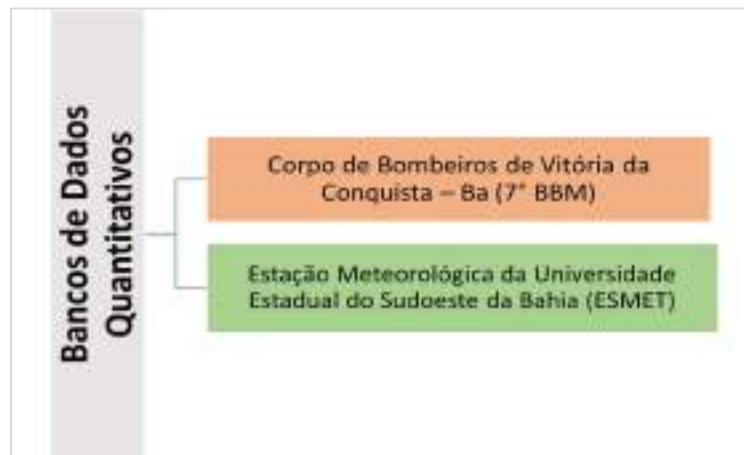 Bancos de Dados
Quantitativos
Corpo de Bombeiros de Vitória da
Conquista – Ba (7° BBM)
Estação Meteorológica da Universidade
Estadual do Sudoeste da Bahia (ESMET)